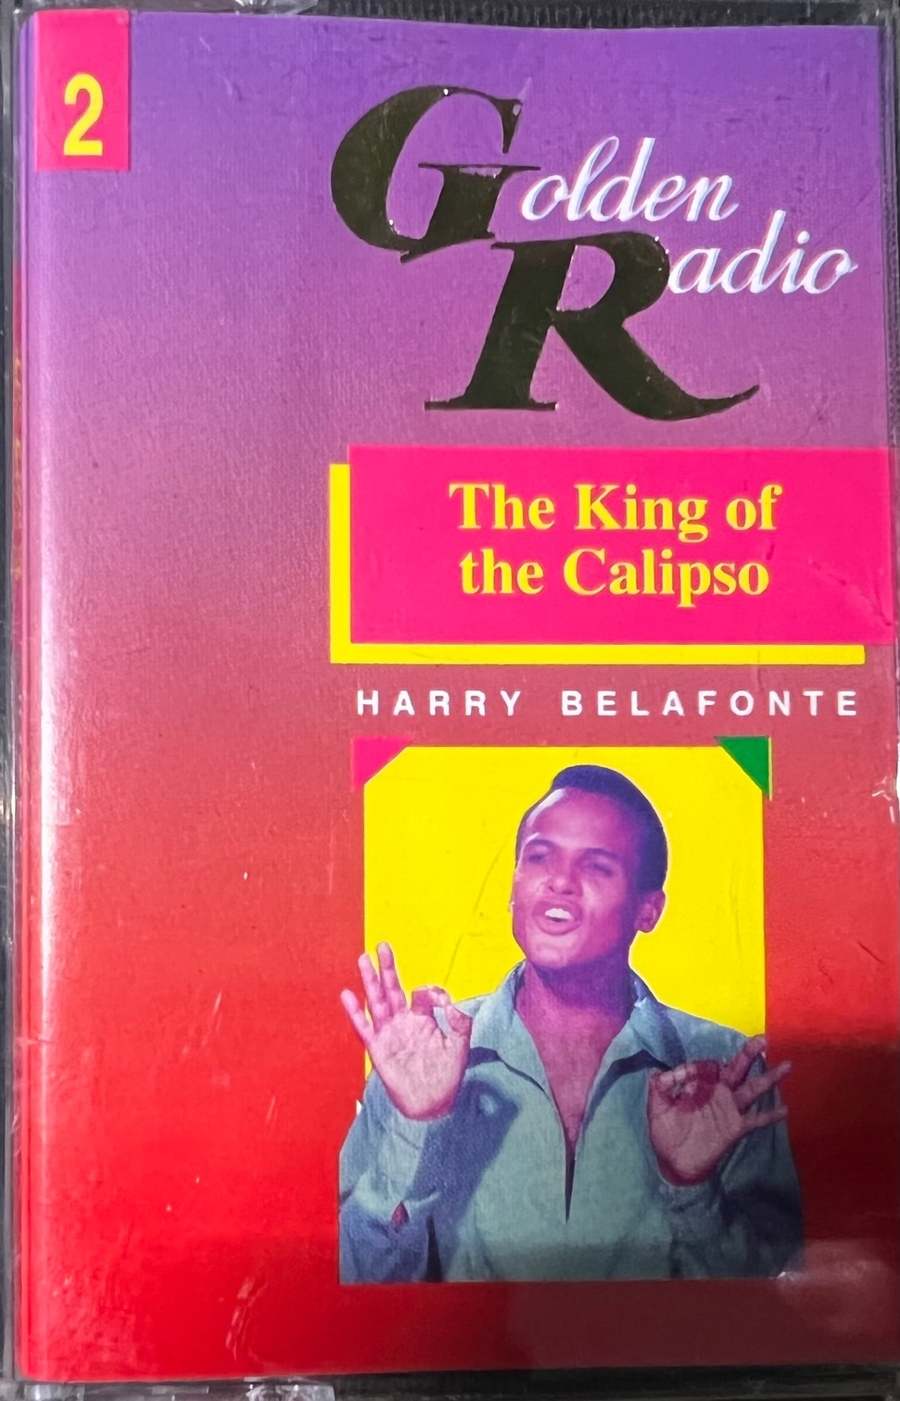 2
Golden
Radio
The King of
the Calipso
HARRY BELAFONTE